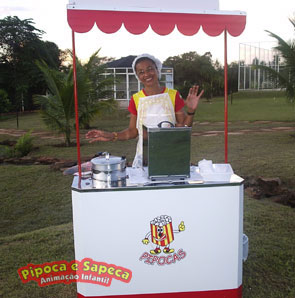 PIPOCAS
Pipoca e Sapeca
Animação Infantil